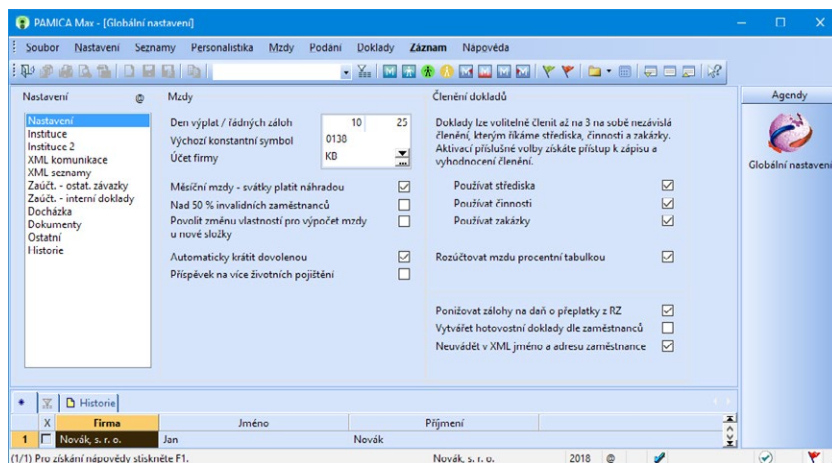 PAMICA Max - [Globální nastavení]
Soubor Nastavení Seznamy Personalistika Mzdy Podání Doklady Záznam Nápověda
Nastavení @
Nastavení
Instituce
Instituce 2
XML komunikace
XML seznamy
Zaúčt. - ostat. závazky
Zaúčt. - interní doklady
Docházka
Dokumenty
Ostatní
Historie
Mzdy
Den výplat / řádných záloh 10 25
Výchozí konstantní symbol 0138
Účet firmy KB
Měsíční mzdy - svátky platit náhradou
Nad 50 % invalidních zaměstnanců
Povolit změnu vlastností pro výpočet mzdy
u nové složky
Automaticky krátit dovolenou
Příspěvek na více životních pojištění
Členění dokladů
Doklady lze volitelně členit až na 3 na sobě nezávislá
členění, kterým říkáme střediska, činnosti a zakázky.
Aktivací příslušné volby získáte přístup k zápisu a
vyhodnocení členění.
Používat střediska
Používat činnosti
Používat zakázky
Rozúčtovat mzdu procentní tabulkou
Ponižovat zálohy na daň o přeplatky z RZ
Vytvářet hotovostní doklady dle zaměstnanců
Neuvádět v XML jméno a adresu zaměstnance
Agendy
Globální nastavení
Historie
X Firma Jméno Příjmení
1 Novák, s. r. o. Jan Novák
(1/1) Pro získání nápovědy stiskněte F1. Novák, s. r. o. 2018 @